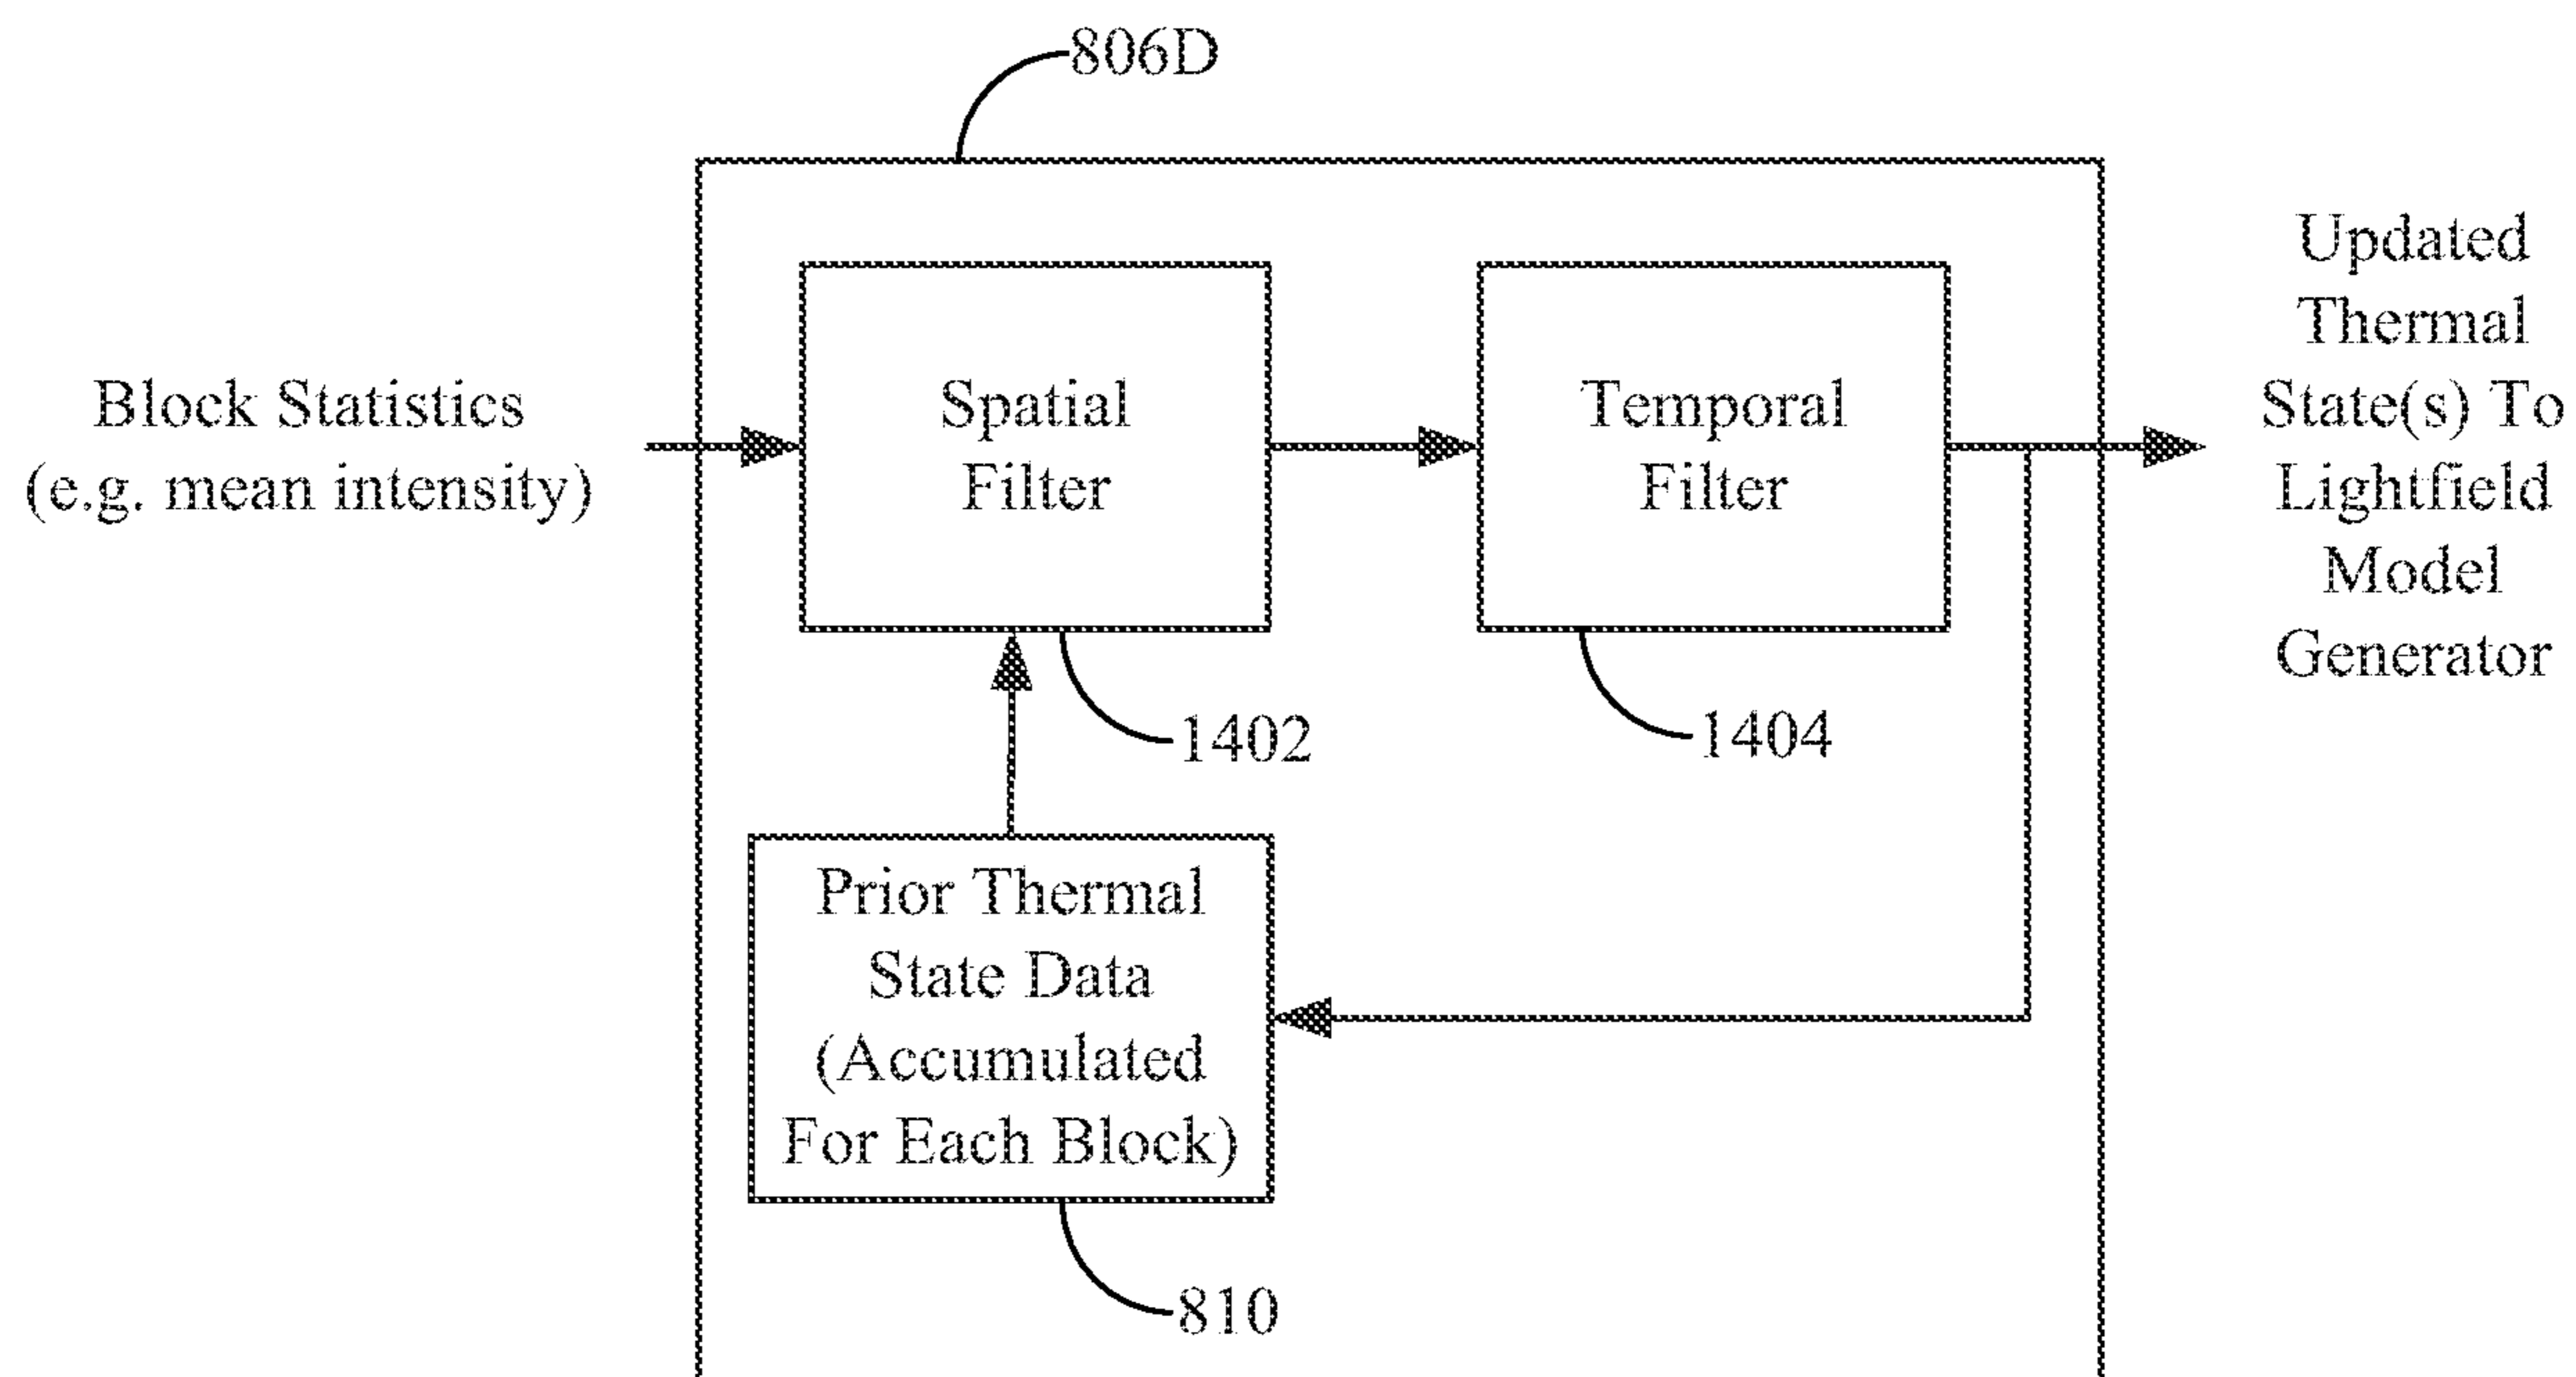 806D
Block Statistics
(e.g. mean intensity)
Spatial
Filter
Temporal
Filter
Updated
Thermal
State(s) To
Lightfield
Model
Generator
1402
1404
Prior Thermal
State Data
(Accumulated
For Each Block)
810